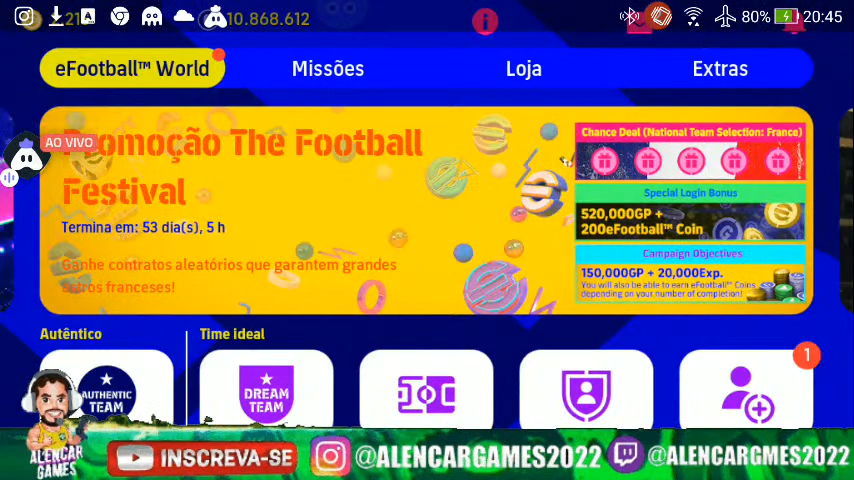 10.868.612
80%
20:45
eFootball™ World
Missões
Loja
Extras
AO VIVO
Promoção The Football
Festival
Termina em: 53 dia(s), 5 h
Ganhe contratos aleatórios que garantem grandes
astros franceses!
Chance Deal (National Team Selection: France)
Special Login Bonus
520,000GP +
200eFootball™ Coin
Campaign Objectives
150,000GP + 20,000Exp.
You will also be able to earn eFootball™ Coins
depending on your number of completion!
Autêntico
Time ideal
AUTHENTIC
TEAM
DREAM
TEAM
1
ALENCAR
GAMES
INSCREVA-SE
@ALENCARGMES2022
@ALENCARGMES2022